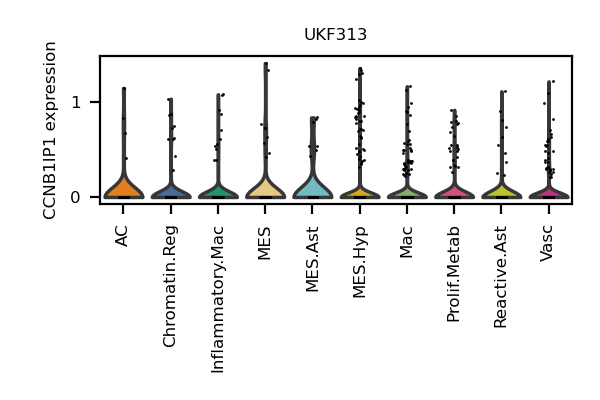 UKF313
CCNB1IP1 expression
1
0
AC
Chromatin.Reg
Inflammatory.Mac
MES
MES.Ast
MES.Hyp
Mac
Prolif.Metab
Reactive.Ast
Vasc